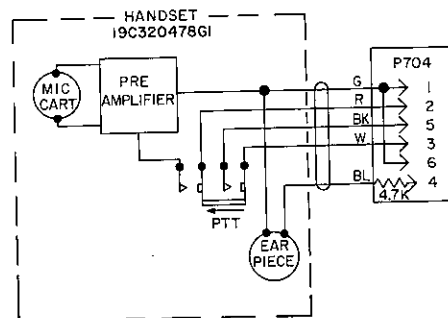 HANDSET
19C320478G1
MIC
CART
PRE
AMPLIFIER
PTT
EAR
PIECE
G
R
BK
W
BL
P704
1
2
5
3
6
4
4.7K